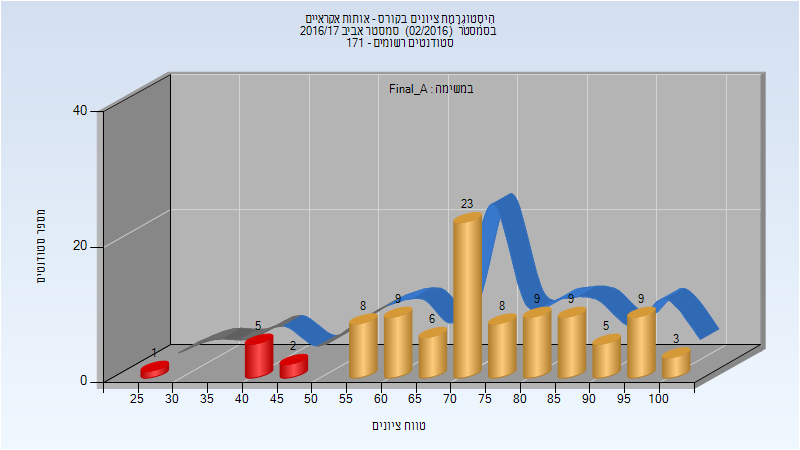 היסטוגרמת ציונים בקורס - אותות אקראיים
בסמסטר (02/2016) סמסטר אביב 2016/17
סטודנטים רשומים - 171
במשימה : Final_A
מספר סטודנטים
40
20
0
1
5
2
8
9
6
23
8
9
9
5
9
3
25 30 35 40 45 50 55 60 65 70 75 80 85 90 95 100
טווח ציונים